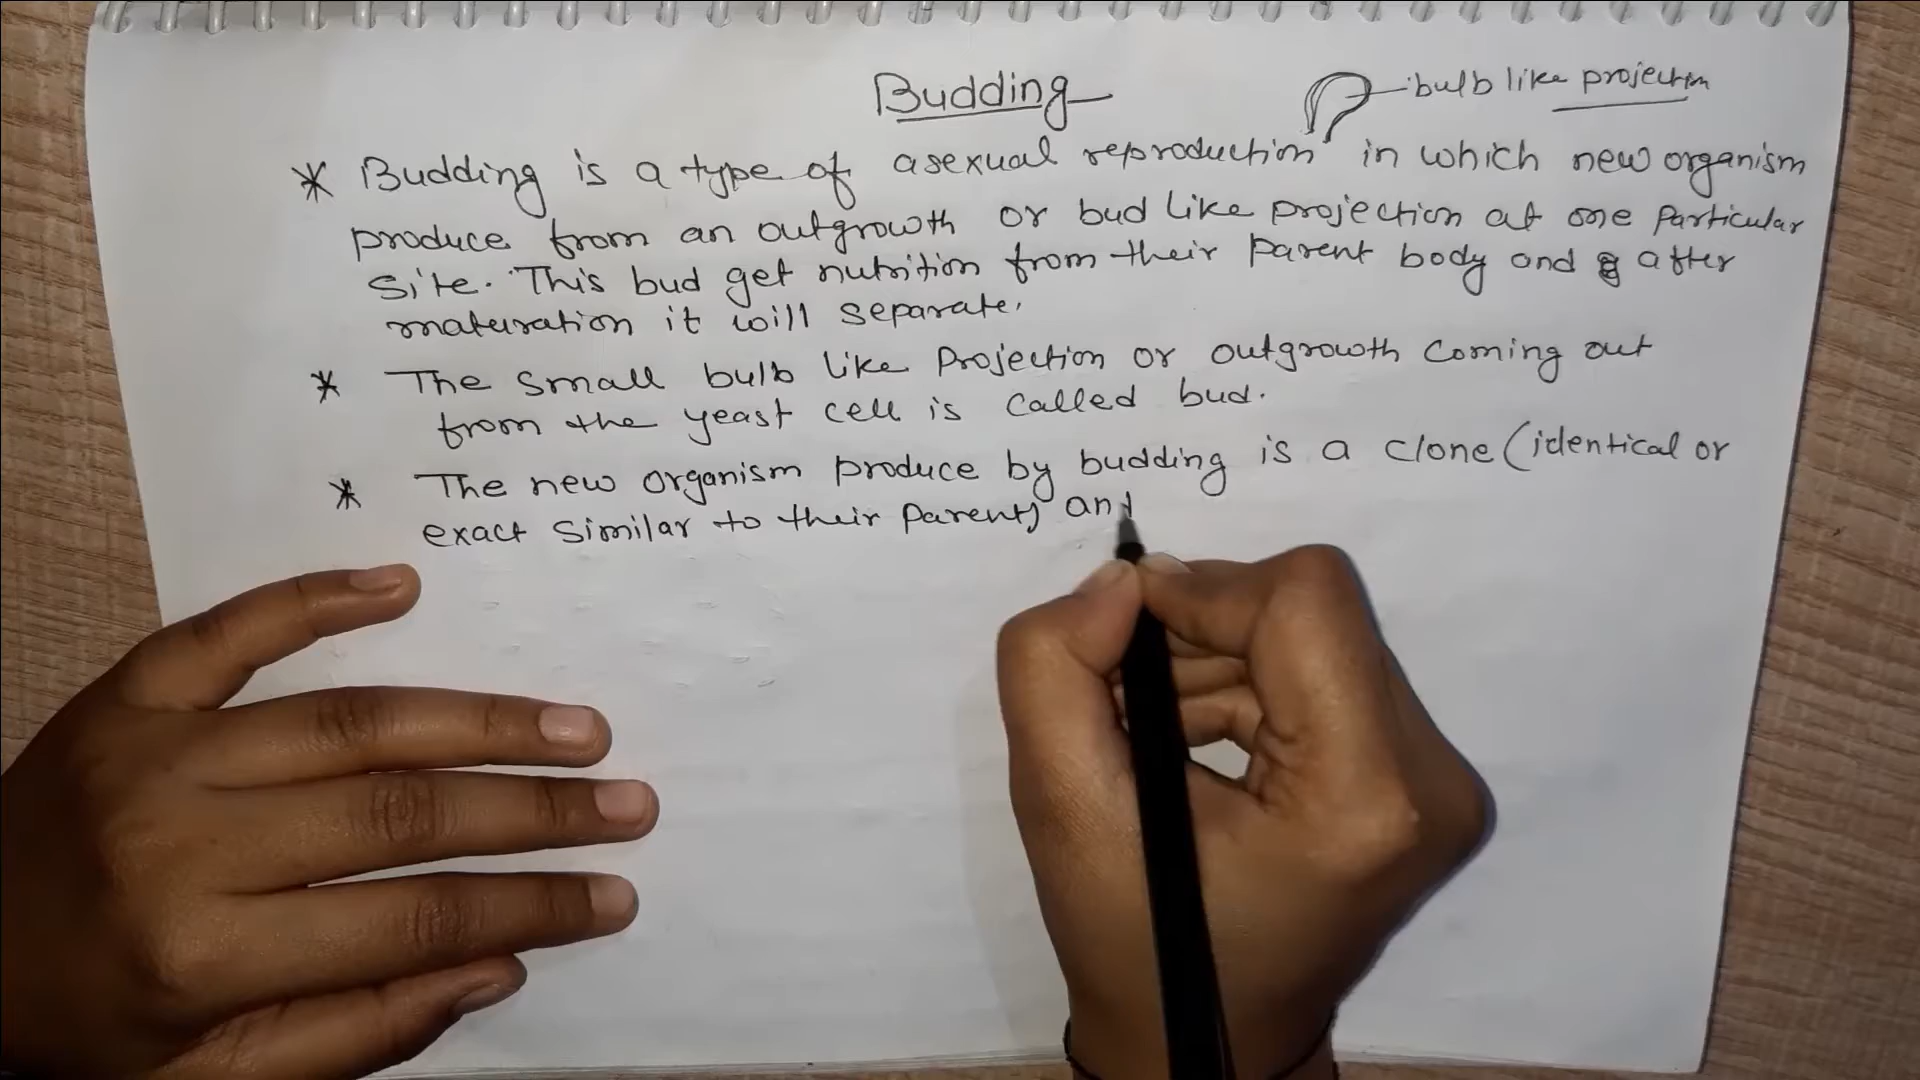 Budding
bulb like projection
* Budding is a type of asexual reproduction in which new organism
produce from an outgrowth or bud like projection at one particular
site. This bud get nutrition from their parent body and after
maturation it will separate.
* The small bulb like projection or outgrowth coming out
from the yeast cell is called bud.
* The new organism produce by budding is a clone (identical or
exact similar to their parent) and